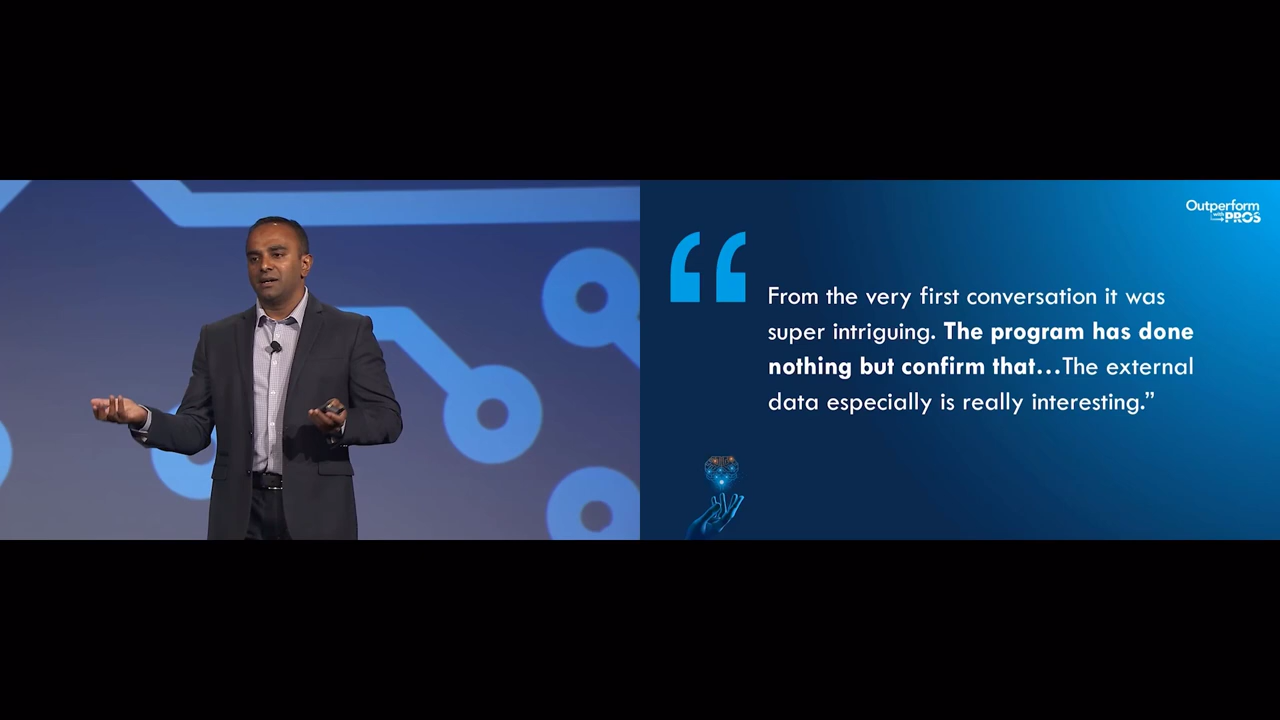 Outperform
with PROS
“
From the very first conversation it was
super intriguing. The program has done
nothing but confirm that…The external
data especially is really interesting.”